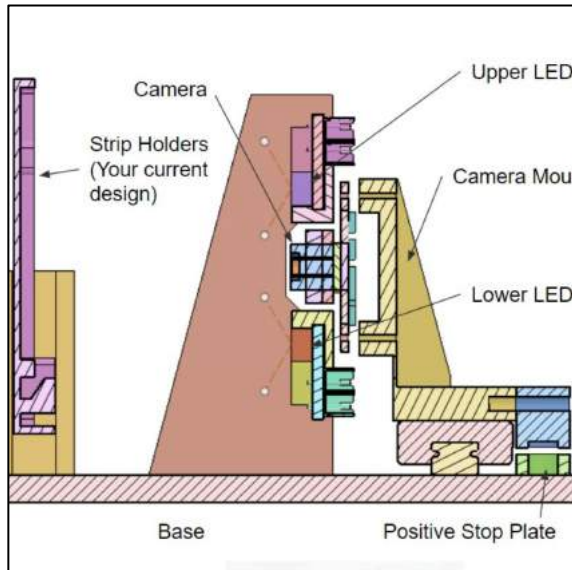 Upper LED
Camera
Strip Holders
(Your current
design)
Camera Mou
Lower LED
Base
Positive Stop Plate